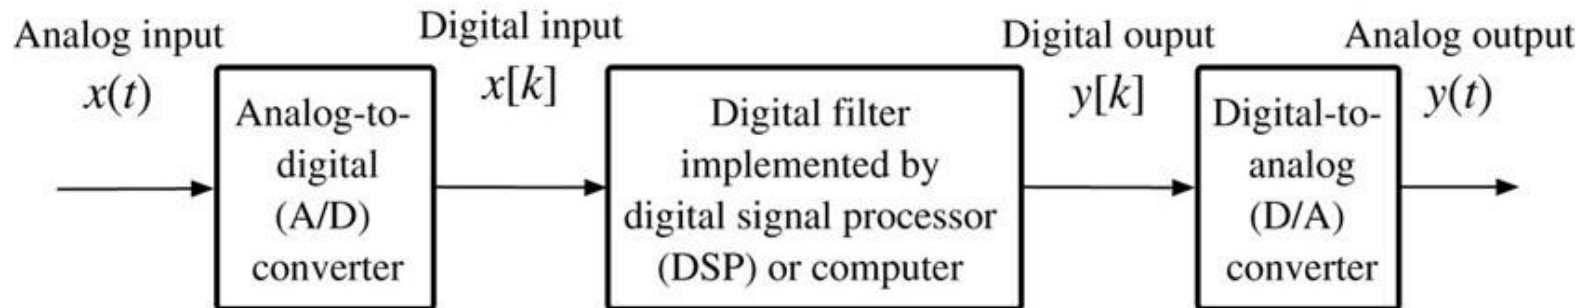 Analog input
x(t)
Analog-to-
digital
(A/D)
converter
Digital input
x[k]
Digital filter
implemented by
digital signal processor
(DSP) or computer
Digital ouput
y[k]
Digital-to-
analog
(D/A)
converter
Analog output
y(t)